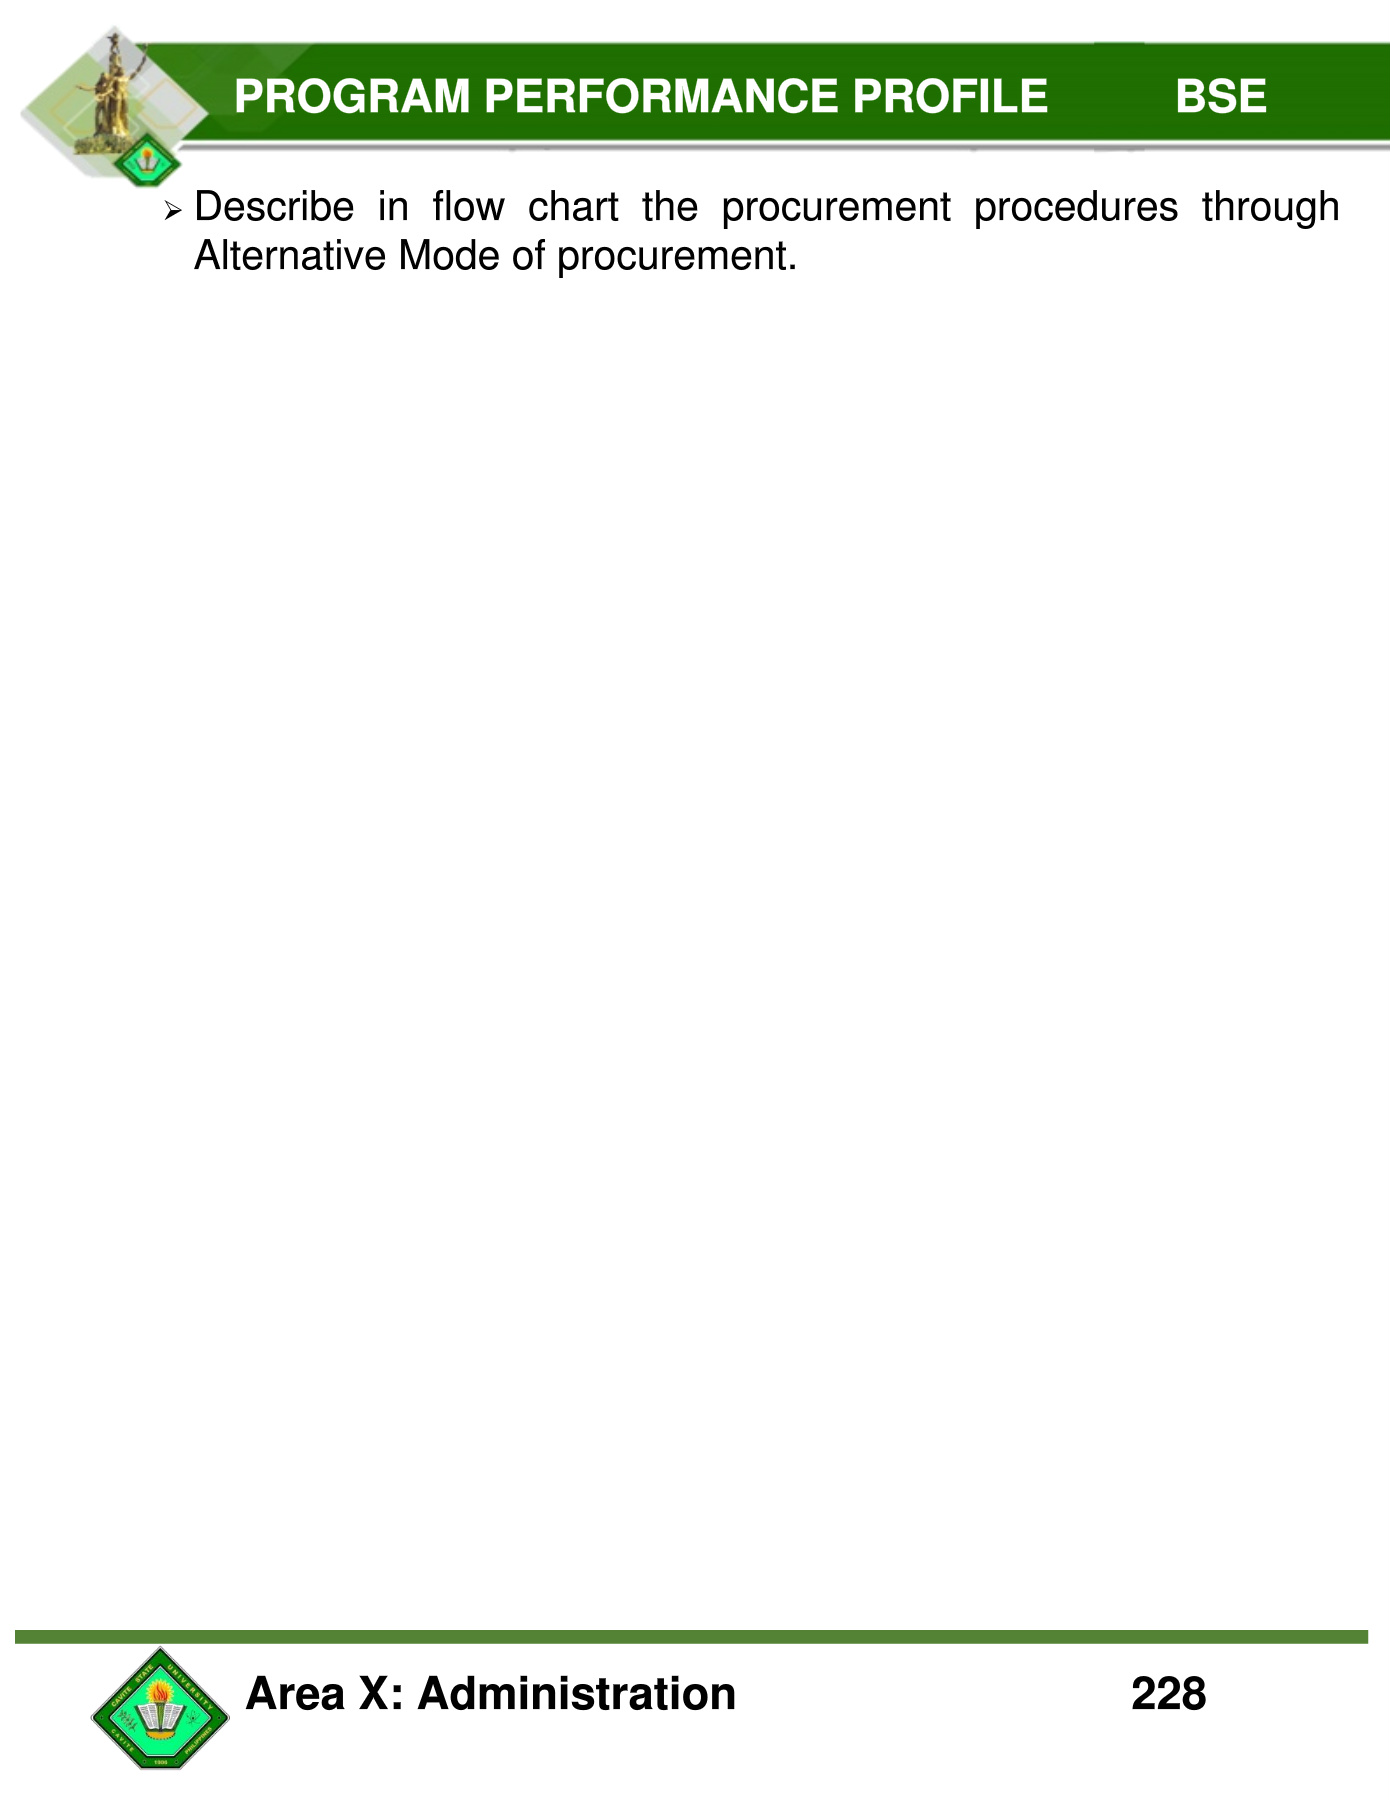 PROGRAM PERFORMANCE PROFILE BSE
➢ Describe in flow chart the procurement procedures through
Alternative Mode of procurement.
CAVITE STATE UNIVERSITY
CAVITE PHILIPPINES
1906
Area X: Administration 228